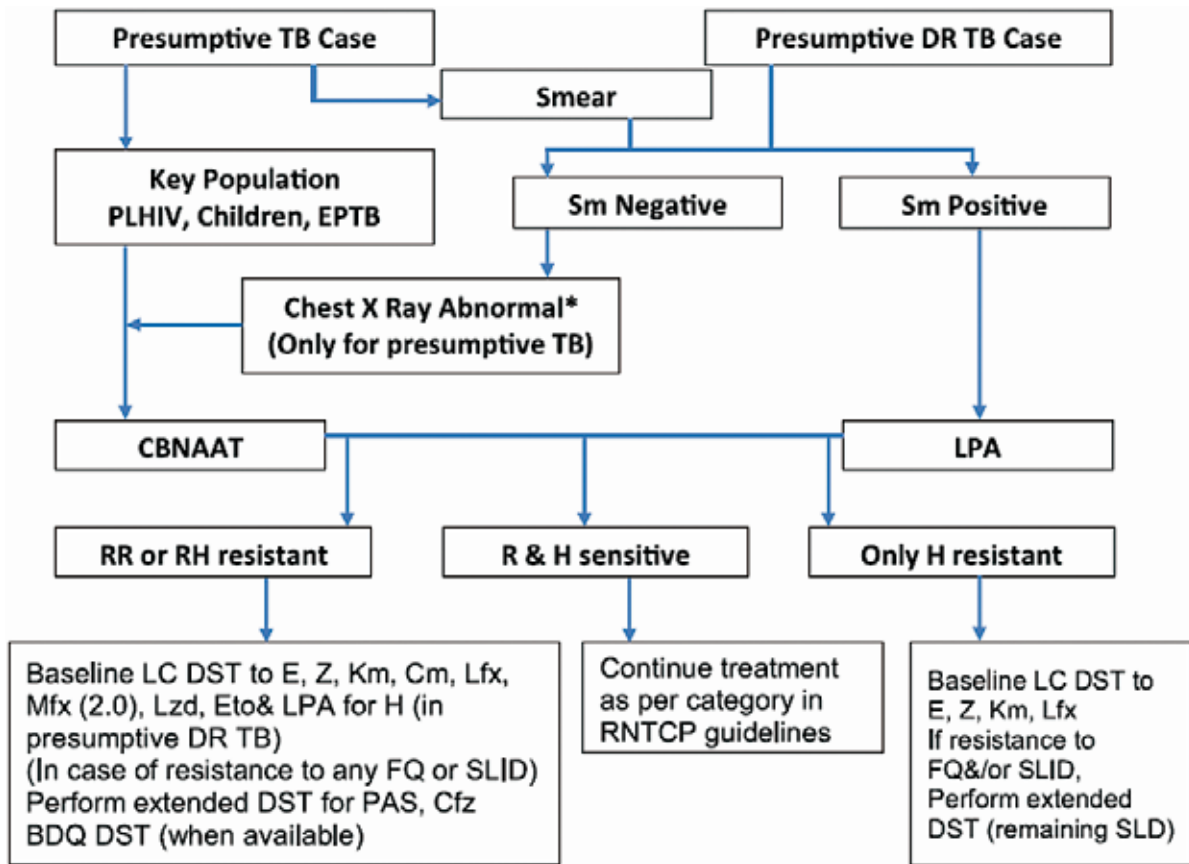 Presumptive TB Case
Presumptive DR TB Case
Smear
Key Population
PLHIV, Children, EPTB
Sm Negative
Sm Positive
Chest X Ray Abnormal*
(Only for presumptive TB)
CBNAAT
LPA
RR or RH resistant
R & H sensitive
Only H resistant
Baseline LC DST to E, Z, Km, Cm, Lfx,
Mfx (2.0), Lzd, Eto& LPA for H (in
presumptive DR TB)
(In case of resistance to any FQ or SLID)
Perform extended DST for PAS, Cfz
BDQ DST (when available)
Continue treatment
as per category in
RNTCP guidelines
Baseline LC DST to
E, Z, Km, Lfx
If resistance to
FQ&/or SLID,
Perform extended
DST (remaining SLD)